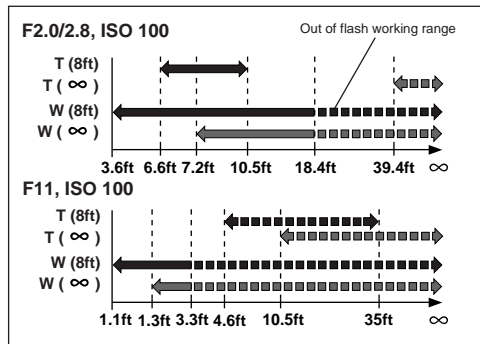 F2.0/2.8, ISO 100
Out of flash working range
T (8ft)
T ( ∞ )
W (8ft)
W ( ∞ )
3.6ft 6.6ft 7.2ft 10.5ft 18.4ft 39.4ft ∞
F11, ISO 100
T (8ft)
T ( ∞ )
W (8ft)
W ( ∞ )
1.1ft 1.3ft 3.3ft 4.6ft 10.5ft 35ft ∞